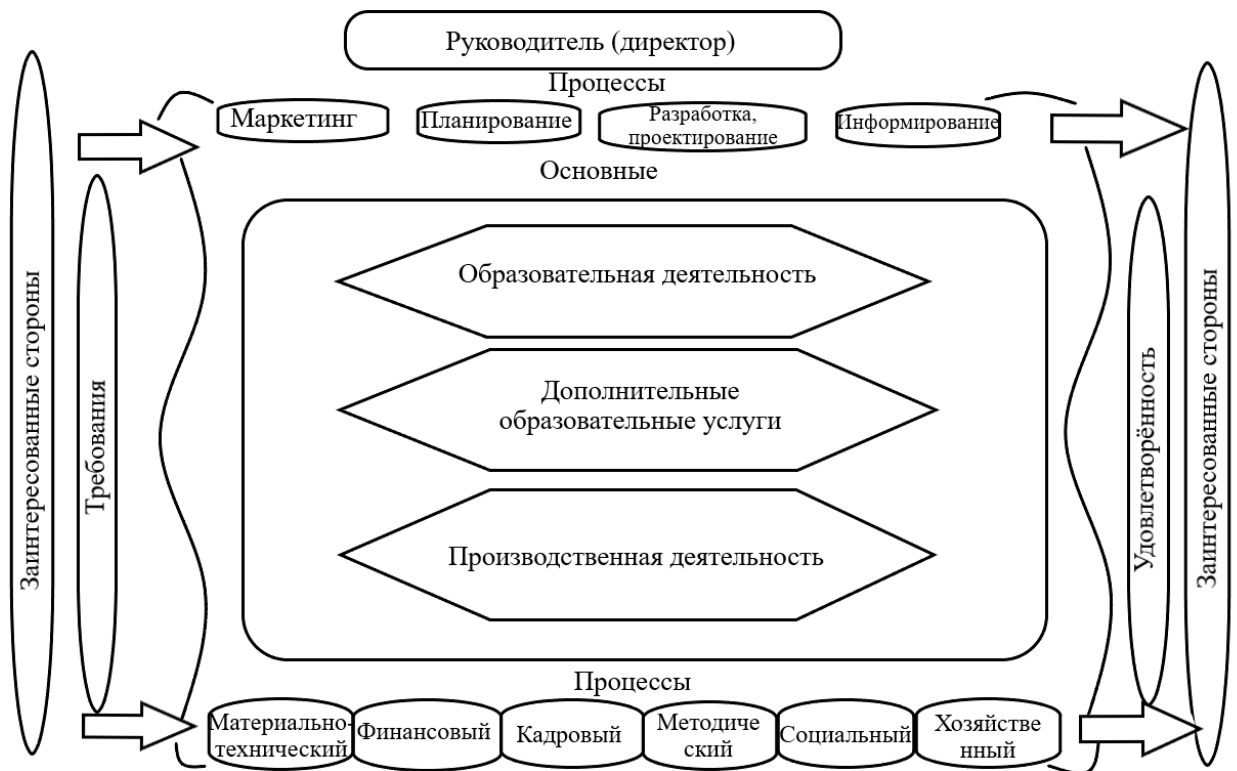 Руководитель (директор)
Процессы
Маркетинг
Планирование
Разработка,
проектирование
Информирование
Основные
Заинтересованные стороны
Требования
Образовательная деятельность
Дополнительные
образовательные услуги
Производственная деятельность
Удовлетворённость
Заинтересованные стороны
Процессы
Материально-
технический
Финансовый
Кадровый
Методиче
ский
Социальный
Хозяйстве
нный